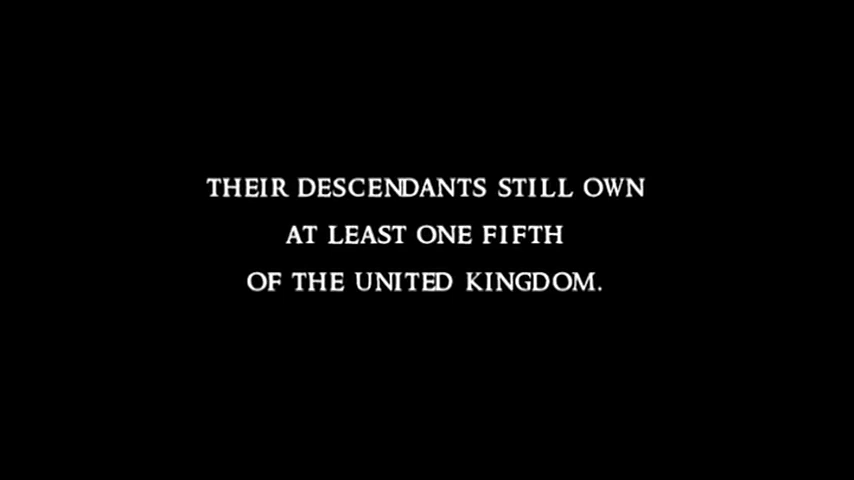 THEIR DESCENDANTS STILL OWN
AT LEAST ONE FIFTH
OF THE UNITED KINGDOM.